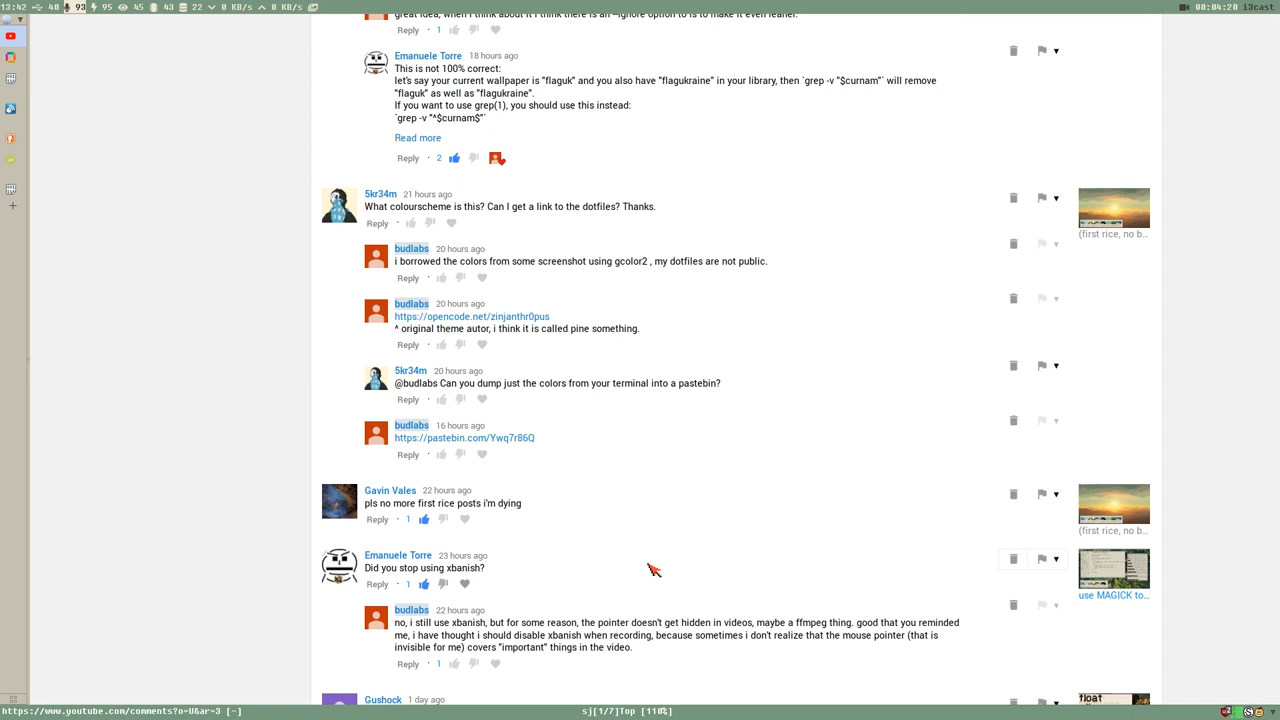 13:42
48
93
95
45
43
88%
0/8
0/5
00:04:20 i3cast
great idea, when i think about it i think there is an --ignore option to ls to make it even leaner.
Reply · 1
Emanuele Torre 18 hours ago
This is not 100% correct:
let's say your current wallpaper is "flaguk" and you also have "flagukraine" in your library, then `grep -v "$curnam"` will remove
"flaguk" as well as "flagukraine".
If you want to use grep(1), you should use this instead:
`grep -v "^$curnam$"`
Read more
Reply · 2
5kr34m 21 hours ago
What colourscheme is this? Can I get a link to the dotfiles? Thanks.
Reply ·
(first rice, no b...
budlabs 20 hours ago
i borrowed the colors from some screenshot using gcolor2 , my dotfiles are not public.
Reply ·
budlabs 20 hours ago
https://opencode.net/zinjanthr0pus
^ original theme autor, i think it is called pine something.
Reply ·
5kr34m 20 hours ago
@budlabs Can you dump just the colors from your terminal into a pastebin?
Reply ·
budlabs 16 hours ago
https://pastebin.com/Ywq7r86Q
Reply ·
Gavin Vales 22 hours ago
pls no more first rice posts i'm dying
Reply · 1
(first rice, no b...
Emanuele Torre 23 hours ago
Did you stop using xbanish?
Reply · 1
use MAGICK to...
budlabs 22 hours ago
no, i still use xbanish, but for some reason, the pointer doesn't get hidden in videos, maybe a ffmpeg thing. good that you reminded
me, i have thought i should disable xbanish when recording, because sometimes i don't realize that the mouse pointer (that is
invisible for me) covers "important" things in the video.
Reply · 1
Gushock 1 day ago
float
https://www.youtube.com/comments?o=U&ar=3 [-]
sj[1/7]Top [110%]